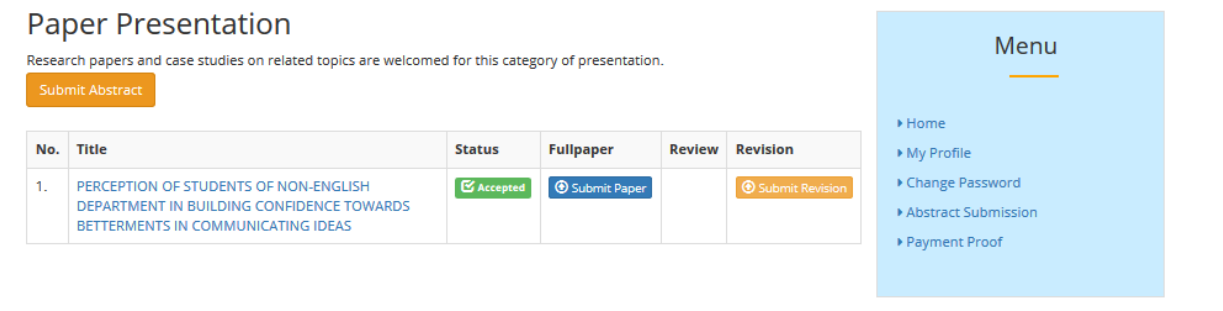 Paper Presentation
Research papers and case studies on related topics are welcomed for this category of presentation.
Submit Abstract
No. Title Status Fullpaper Review Revision
1. PERCEPTION OF STUDENTS OF NON-ENGLISH
DEPARTMENT IN BUILDING CONFIDENCE TOWARDS
BETTERMENTS IN COMMUNICATING IDEAS
Accepted
Submit Paper
Submit Revision
Menu
Home
My Profile
Change Password
Abstract Submission
Payment Proof